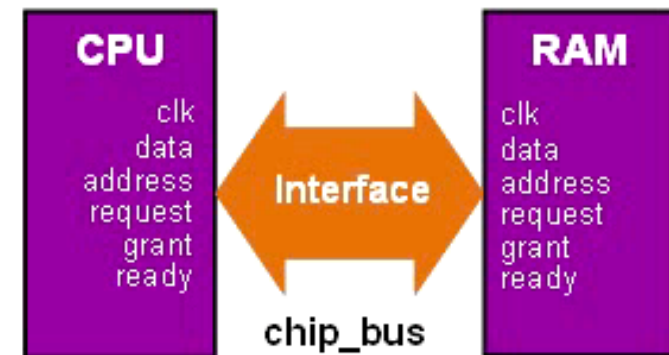 CPU
clk
data
address
request
grant
ready
Interface
chip_bus
RAM
clk
data
address
request
grant
ready